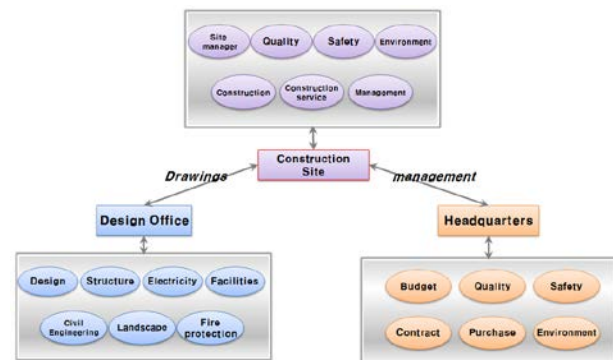 Site
manager
Quality
Safety
Environment
Construction
Construction
service
Management
Construction
Site
Drawings
management
Design Office
Headquarters
Design
Structure
Electricity
Facilities
Civil
Engineering
Landscape
Fire
protection
Budget
Quality
Safety
Contract
Purchase
Environment